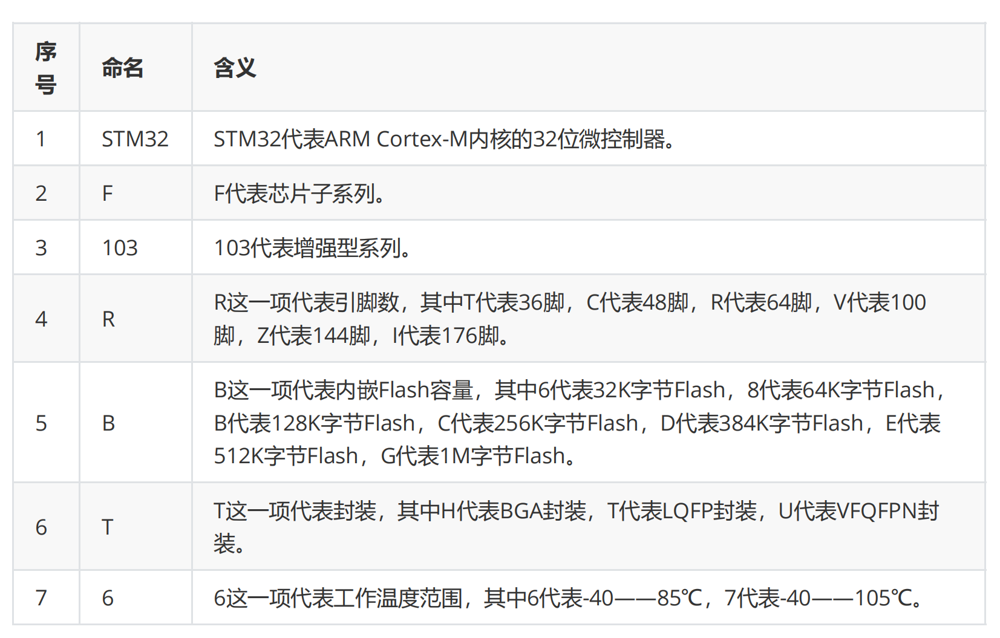 序
号
命名
含义
1
STM32
STM32代表ARM Cortex-M内核的32位微控制器。
2
F
F代表芯片子系列。
3
103
103代表增强型系列。
4
R
R这一项代表引脚数，其中T代表36脚，C代表48脚，R代表64脚，V代表100
脚，Z代表144脚，I代表176脚。
5
B
B这一项代表内嵌Flash容量，其中6代表32K字节Flash，8代表64K字节Flash，
B代表128K字节Flash，C代表256K字节Flash，D代表384K字节Flash，E代表
512K字节Flash，G代表1M字节Flash。
6
T
T这一项代表封装，其中H代表BGA封装，T代表LQFP封装，U代表VFQFPN封
装。
7
6
6这一项代表工作温度范围，其中6代表-40——85℃，7代表-40——105℃。